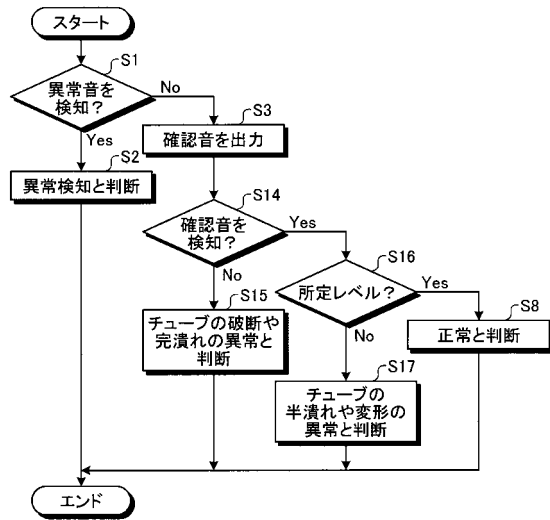 スタート
S1
異常音を
検知?
No
Yes
S2
異常検知と判断
S3
確認音を出力
S14
確認音を
検知?
Yes
No
S15
チューブの破断や
完潰れの異常と
判断
S16
所定レベル?
Yes
No
S8
正常と判断
S17
チューブの
半潰れや変形の
異常と判断
エンド